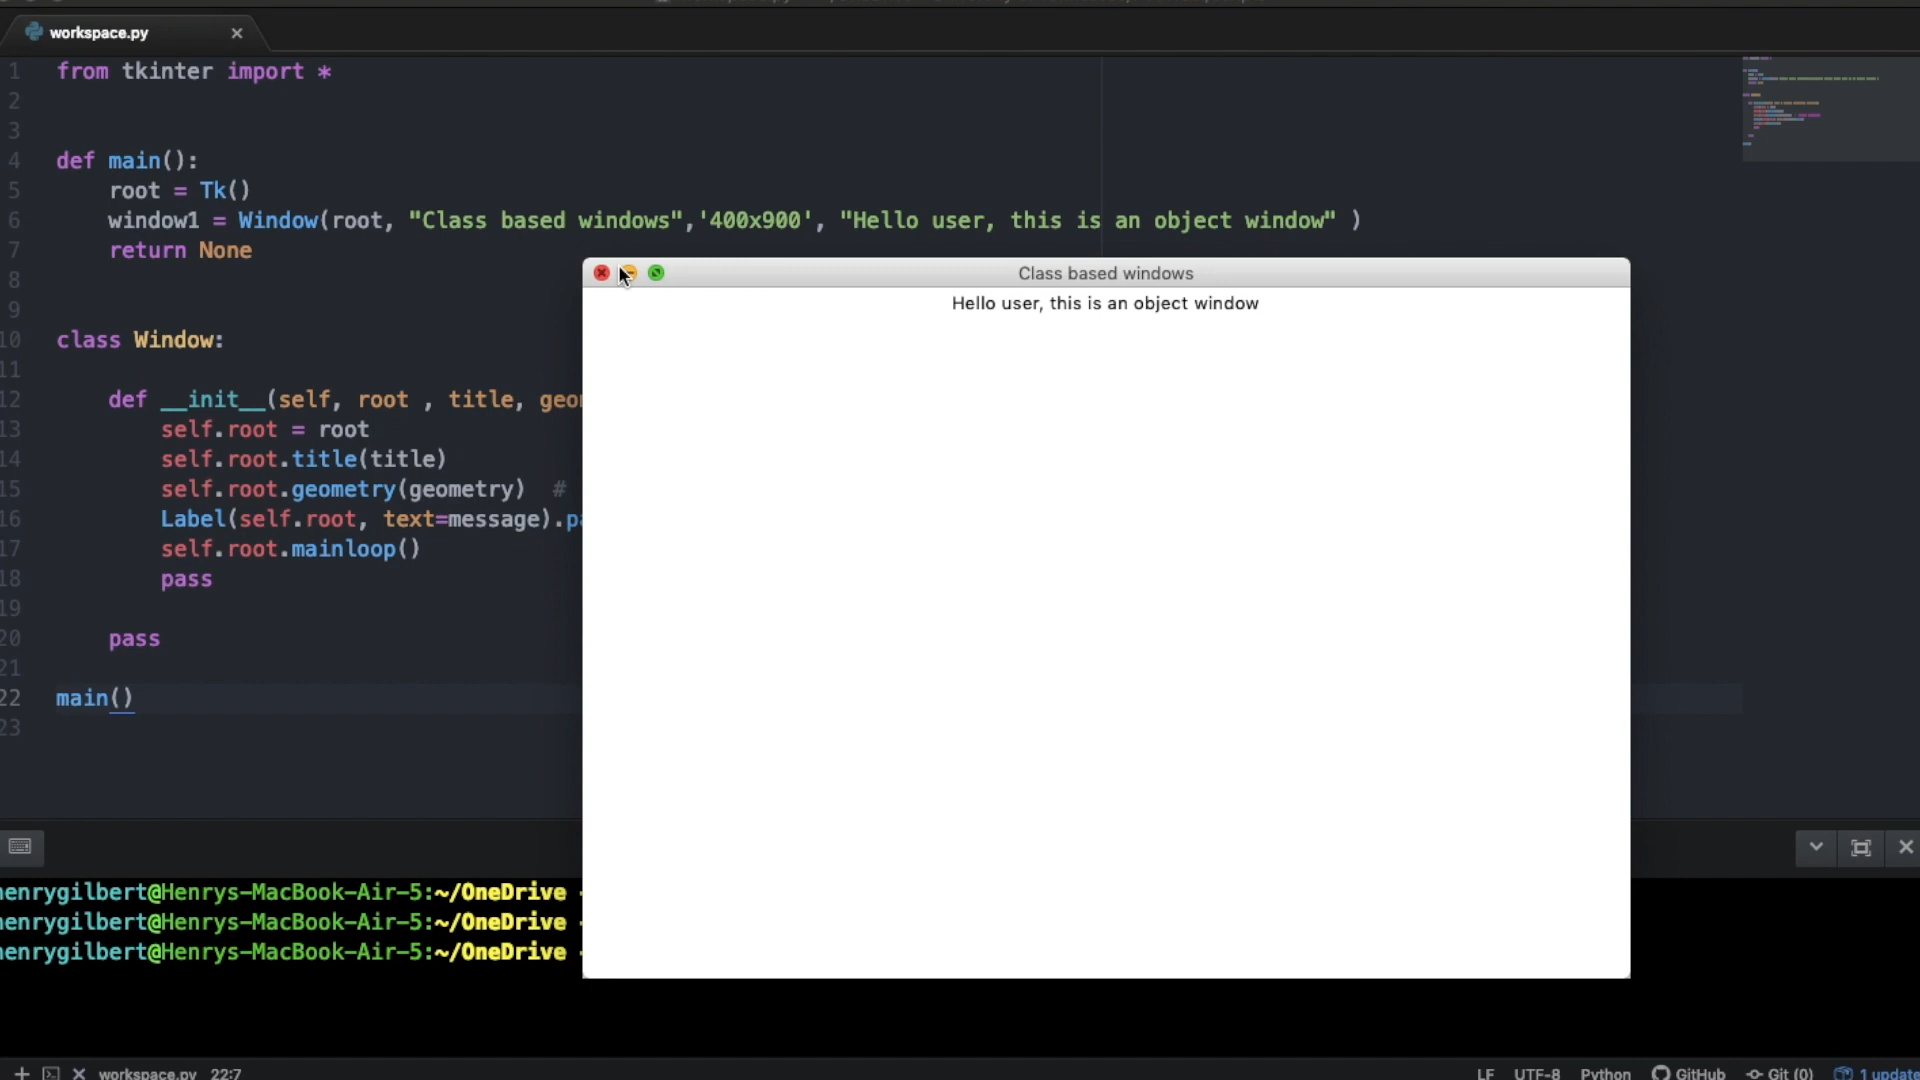 workspace.py
1 from tkinter import *
2
3
4 def main():
5 root = Tk()
6 window1 = Window(root, "Class based windows",'400x900', "Hello user, this is an object window" )
7 return None
8
9
10 class Window:
11
12 def __init__(self, root , title, geo
13 self.root = root
14 self.root.title(title)
15 self.root.geometry(geometry) #
16 Label(self.root, text=message).pa
17 self.root.mainloop()
18 pass
19
20 pass
21
22 main()
23
Class based windows
Hello user, this is an object window
henrygilbert@Henrys-MacBook-Air-5:~/OneDrive -
henrygilbert@Henrys-MacBook-Air-5:~/OneDrive -
henrygilbert@Henrys-MacBook-Air-5:~/OneDrive -
workspace.py 22:7 LF UTF-8 Python GitHub Git (0) 1 update